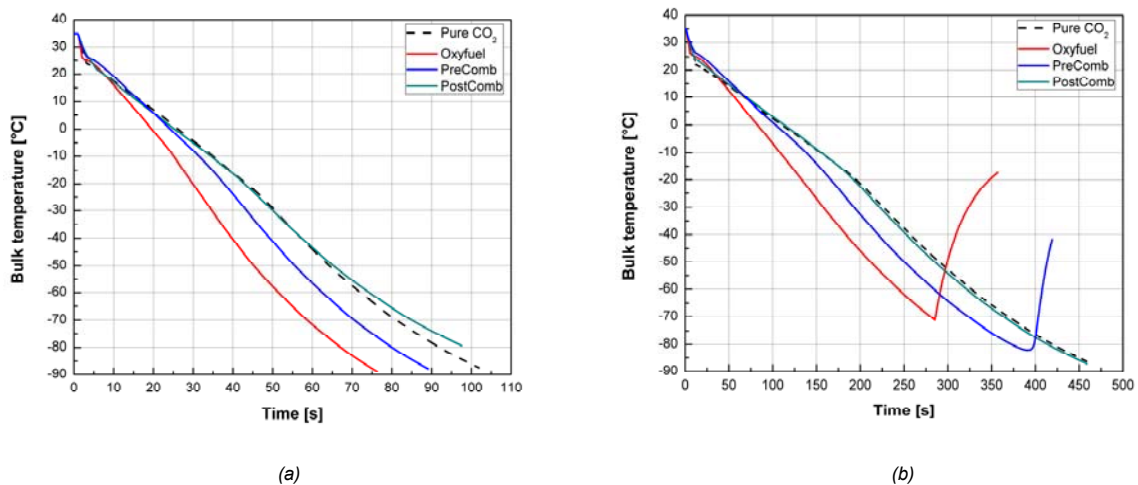 40
30
20
10
0
-10
-20
-30
-40
-50
-60
-70
-80
-90
0 10 20 30 40 50 60 70 80 90 100 110
Bulk temperature [°C]
Time [s]
Pure CO2
Oxyfuel
PreComb
PostComb
(a)
40
30
20
10
0
-10
-20
-30
-40
-50
-60
-70
-80
-90
0 50 100 150 200 250 300 350 400 450 500
Bulk temperature [°C]
Time [s]
Pure CO2
Oxyfuel
PreComb
PostComb
(b)